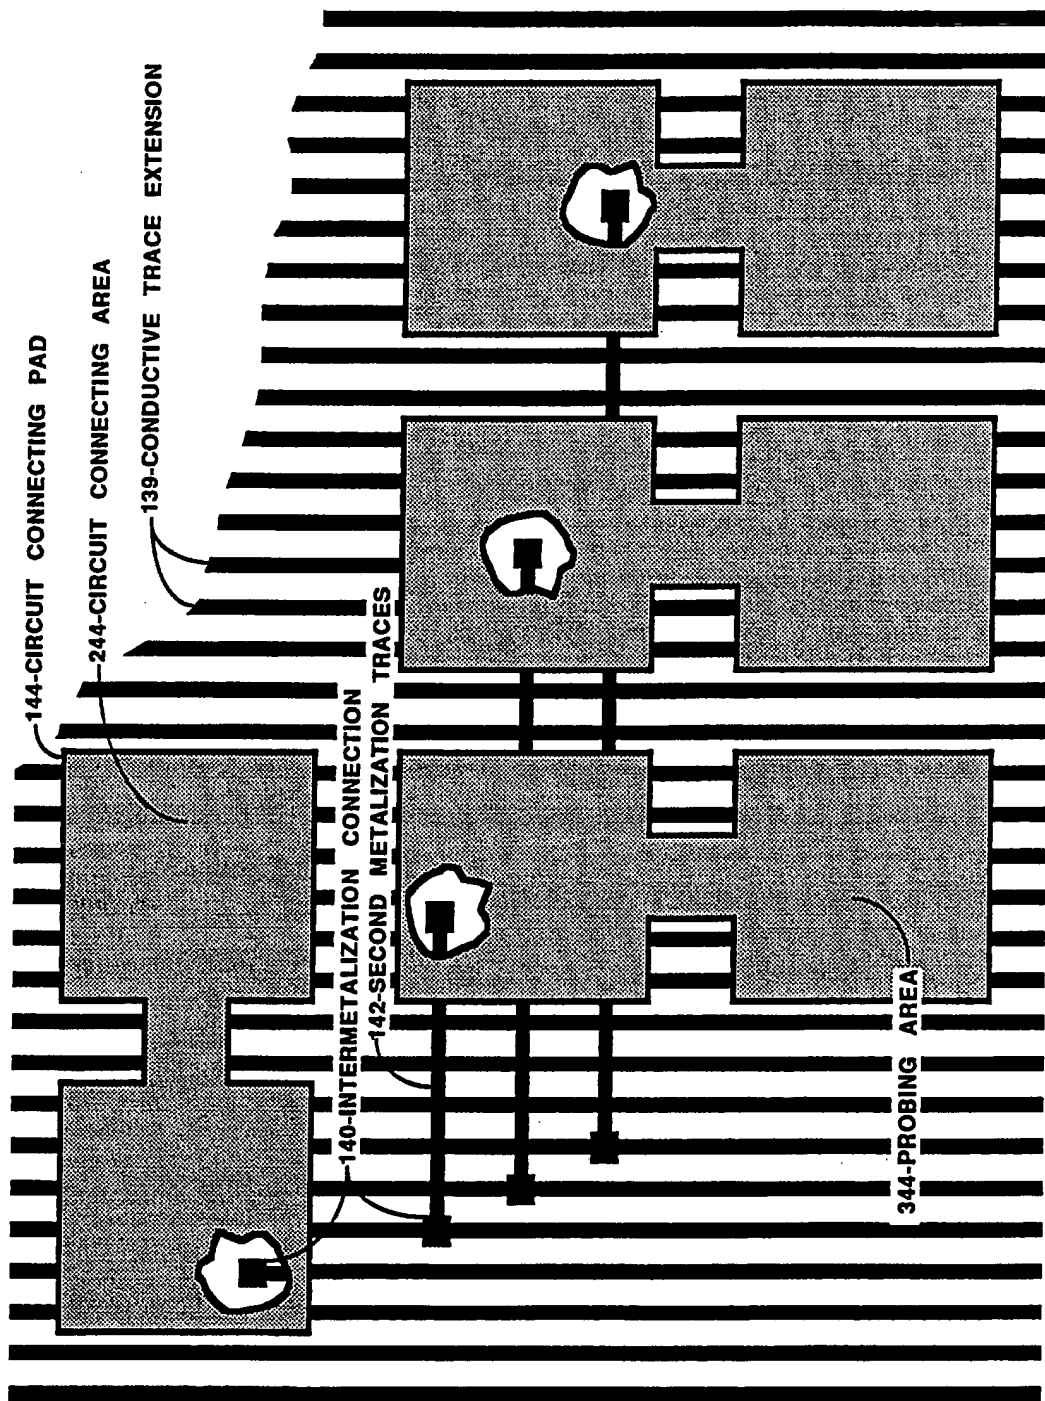 144-CIRCUIT CONNECTING PAD
244-CIRCUIT CONNECTING AREA
139-CONDUCTIVE TRACE EXTENSION
140-INTERMETALIZATION CONNECTION
142-SECOND METALIZATION TRACES
344-PROBING AREA